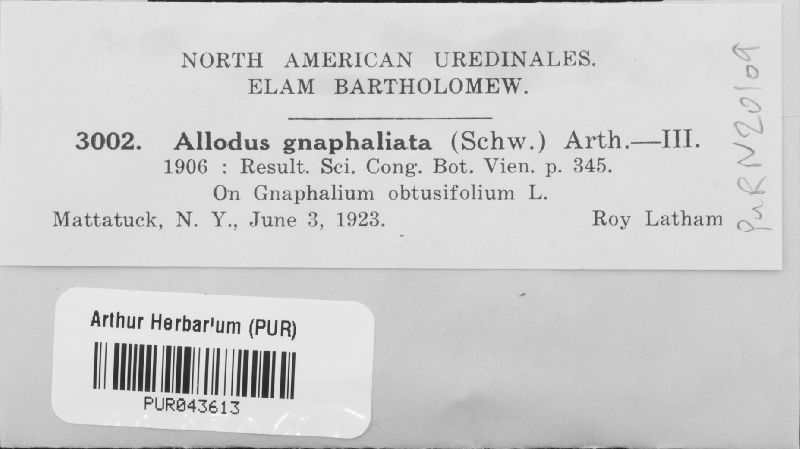 NORTH AMERICAN UREDINALES.
ELAM BARTHOLOMEW.
3002. Allodus gnaphaliata (Schw.) Arth.—III.
1906 : Result. Sci. Cong. Bot. Vien. p. 345.
On Gnaphalium obtusifolium L.
Mattatuck, N. Y., June 3, 1923. Roy Latham
PURN20109
Arthur Herbarium (PUR)
PUR043613